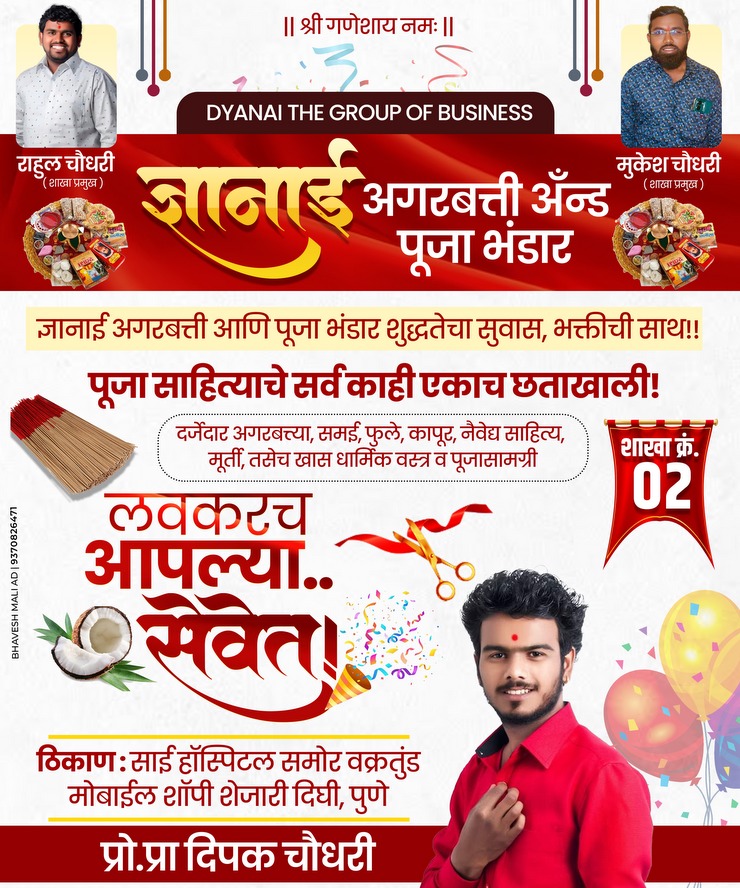 || श्री गणेशाय नमः ||
DYANAI THE GROUP OF BUSINESS
राहुल चौधरी
( शाखा प्रमुख )
मुकेश चौधरी
( शाखा प्रमुख )
ज्ञानाई अगरबत्ती अँन्ड
पूजा भंडार
ज्ञानाई अगरबत्ती आणि पूजा भंडार शुद्धतेचा सुवास, भक्तीची साथ!!
पूजा साहित्याचे सर्व काही एकाच छताखाली!
दर्जेदार अगरबत्त्या, समई, फुले, कापूर, नैवेद्य साहित्य,
मूर्ती, तसेच खास धार्मिक वस्त्र व पूजासामग्री
शाखा क्रं.
02
लवकरच
आपल्या..
सेवेत!
BHAVESH MALI AD | 9370826471
ठिकाण : साई हॉस्पिटल समोर वक्रतुंड
मोबाईल शॉपी शेजारी दिघी, पुणे
प्रो.प्रा दिपक चौधरी